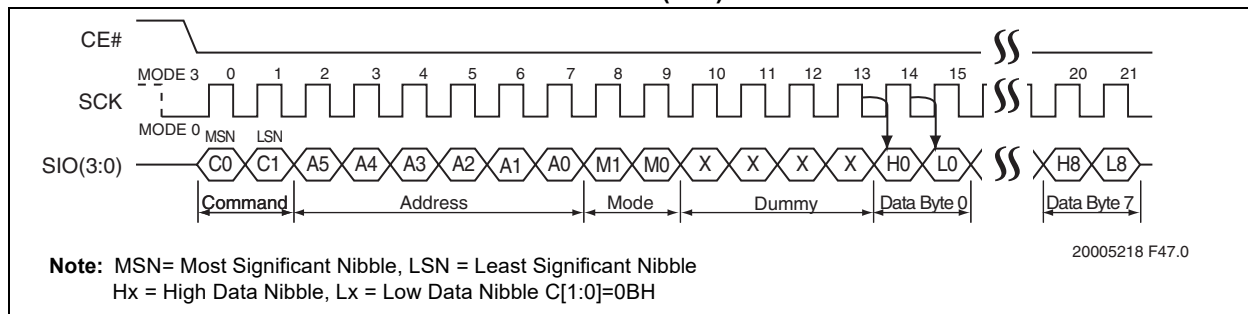 CE#
MODE 3 0 1 2 3 4 5 6 7 8 9 10 11 12 13 14 15 20 21
SCK
MODE 0
MSN LSN
SIO(3:0) C0 C1 A5 A4 A3 A2 A1 A0 M1 M0 X X X X H0 L0 H8 L8
Command Address Mode Dummy Data Byte 0 Data Byte 7
20005218 F47.0
Note: MSN= Most Significant Nibble, LSN = Least Significant Nibble
Hx = High Data Nibble, Lx = Low Data Nibble C[1:0]=0BH